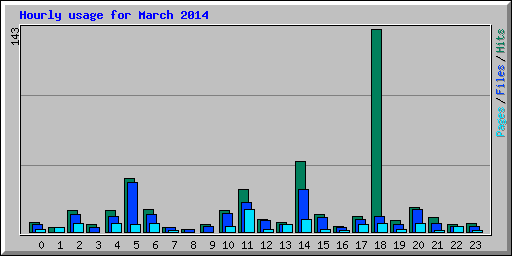 Hourly usage for March 2014
143
Pages/Files/Hits
0 1 2 3 4 5 6 7 8 9 10 11 12 13 14 15 16 17 18 19 20 21 22 23